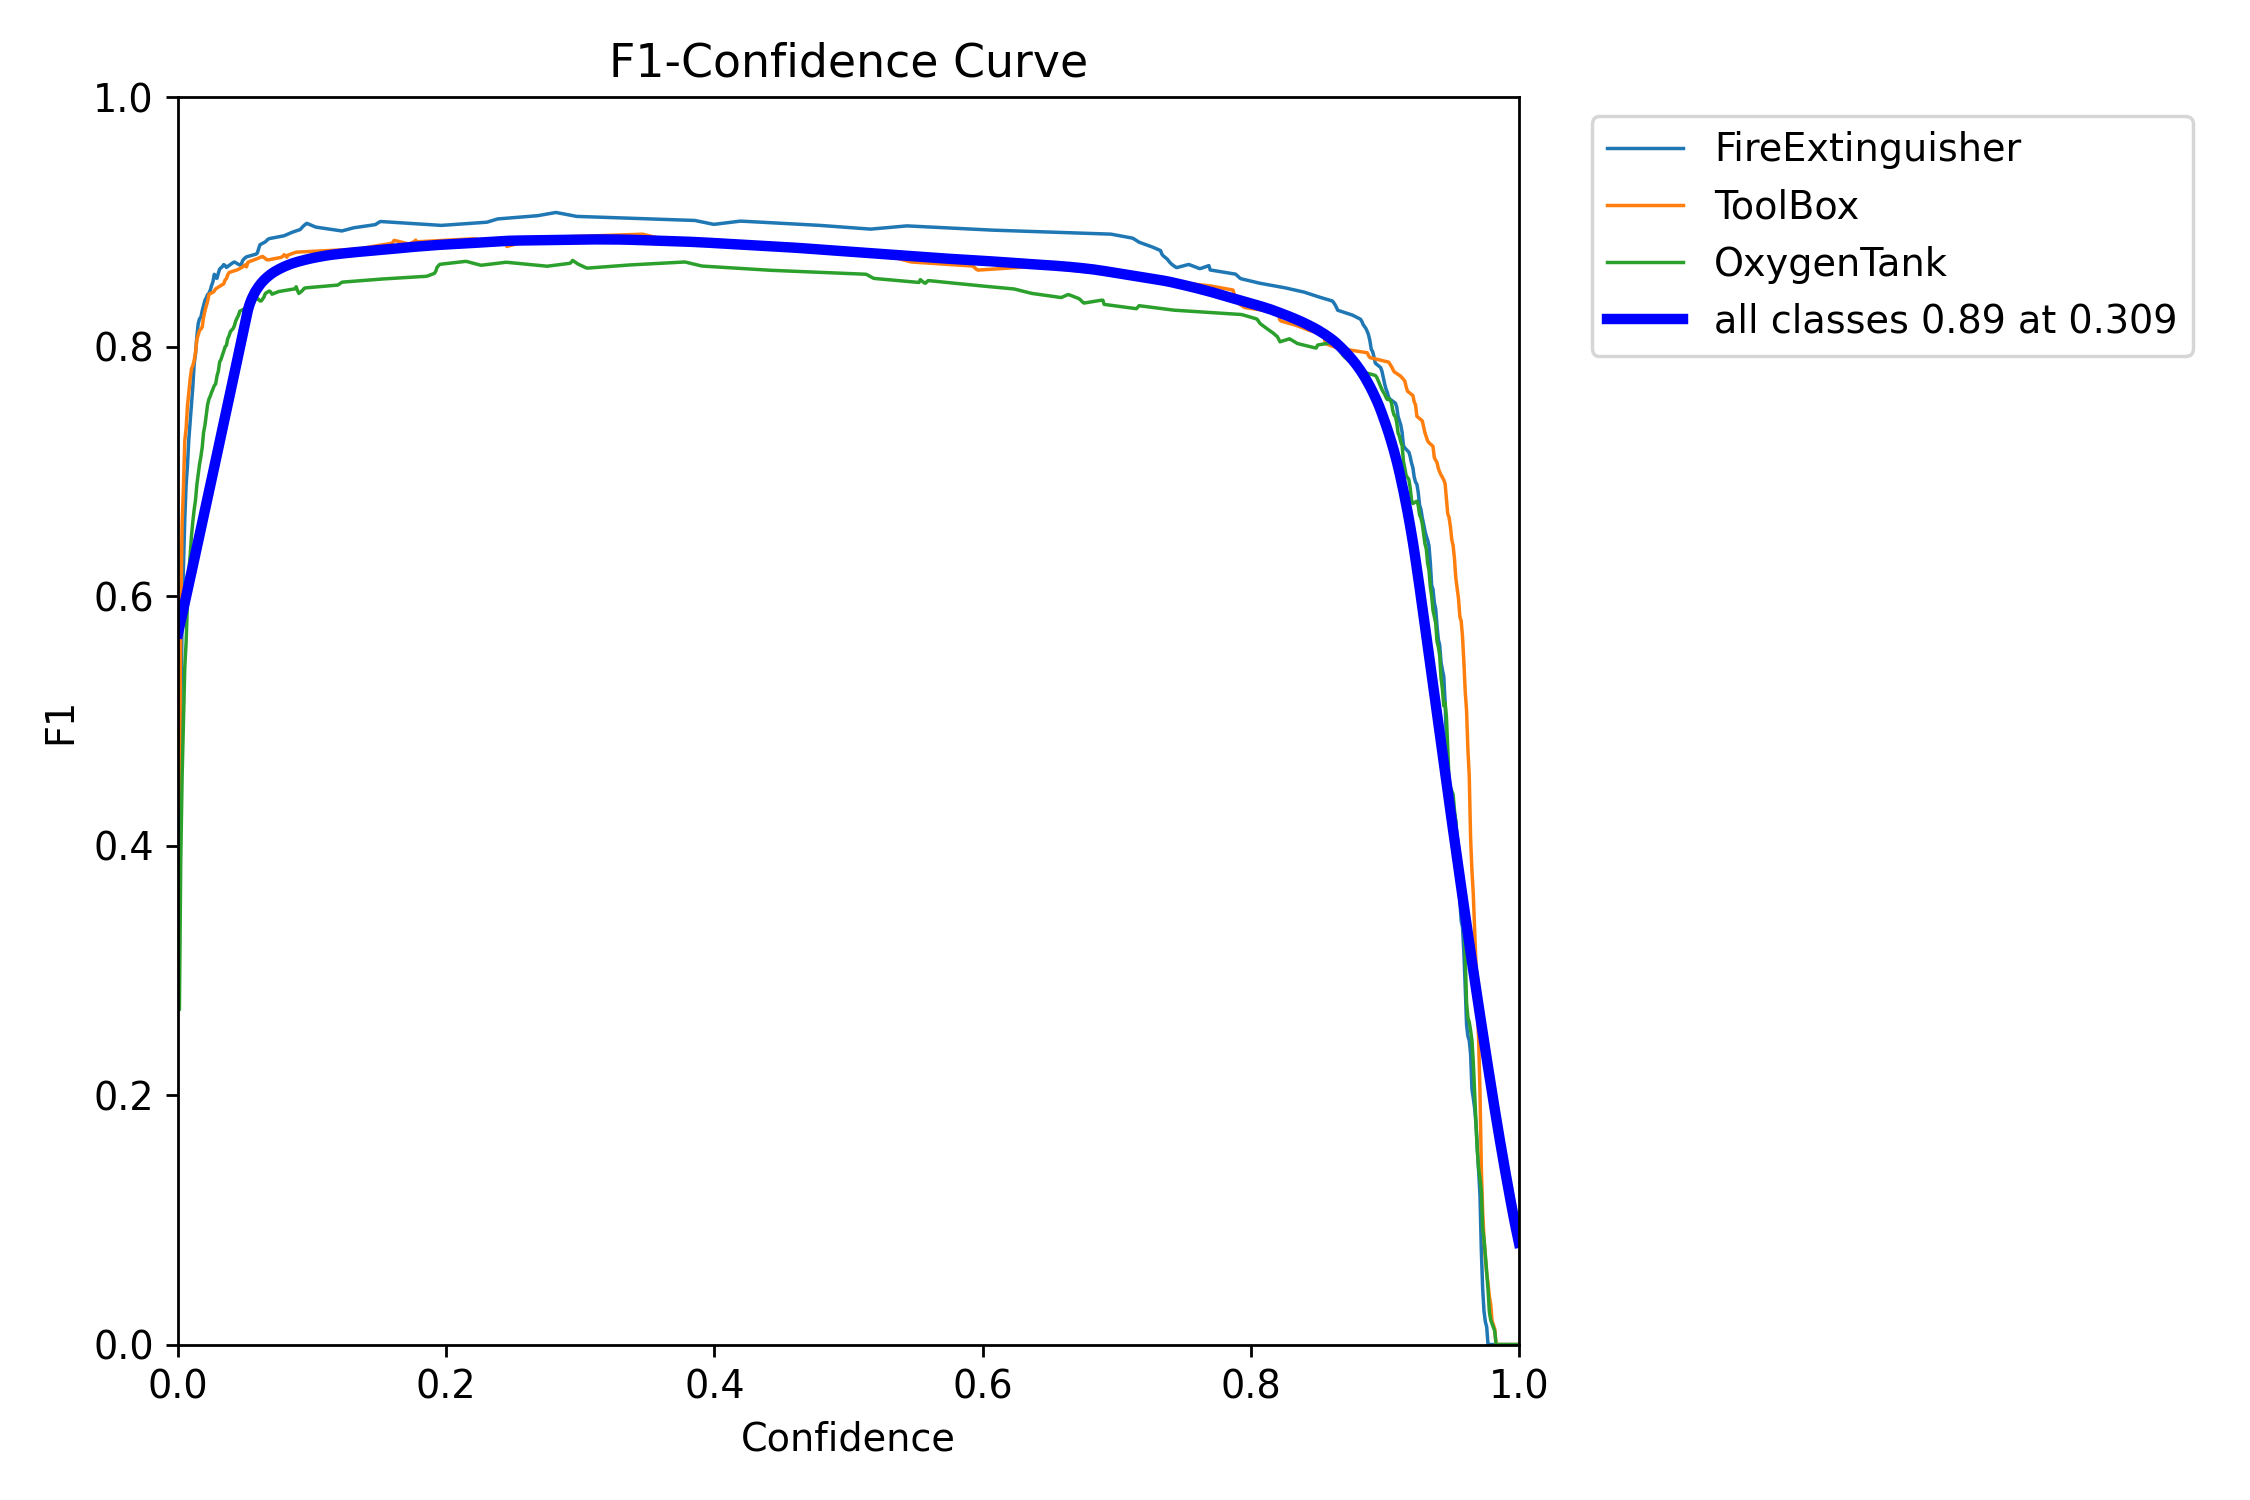 F1-Confidence Curve
1.0
0.8
0.6
0.4
0.2
0.0
F1
0.0 0.2 0.4 0.6 0.8 1.0
Confidence
FireExtinguisher
ToolBox
OxygenTank
all classes 0.89 at 0.309